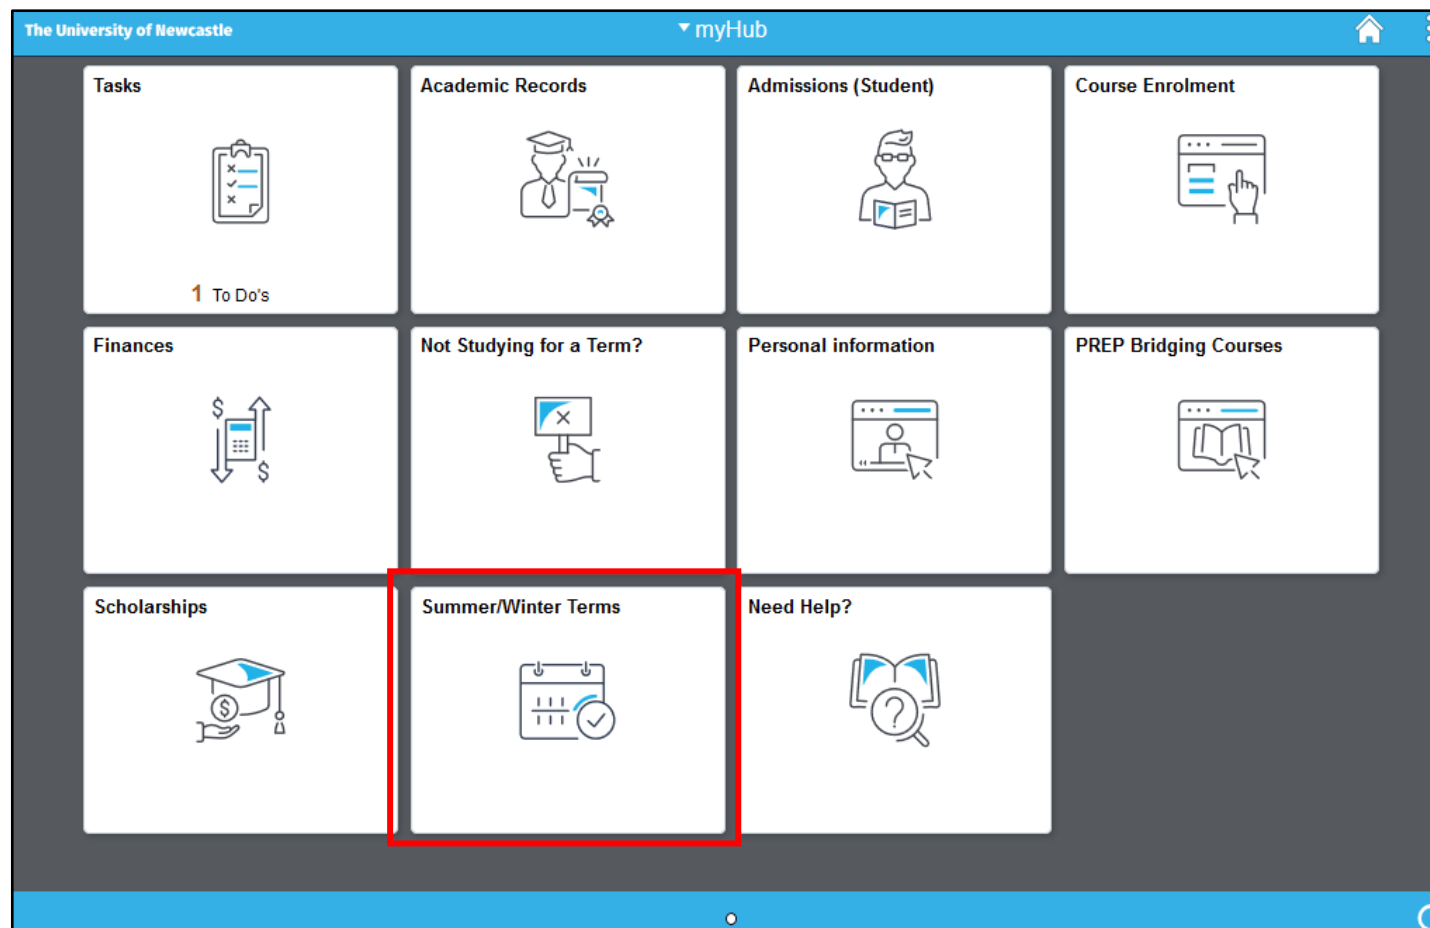 The University of Newcastle
myHub
Tasks
Academic Records
Admissions (Student)
Course Enrolment
1 To Do's
Finances
Not Studying for a Term?
Personal information
PREP Bridging Courses
Scholarships
Summer/Winter Terms
Need Help?